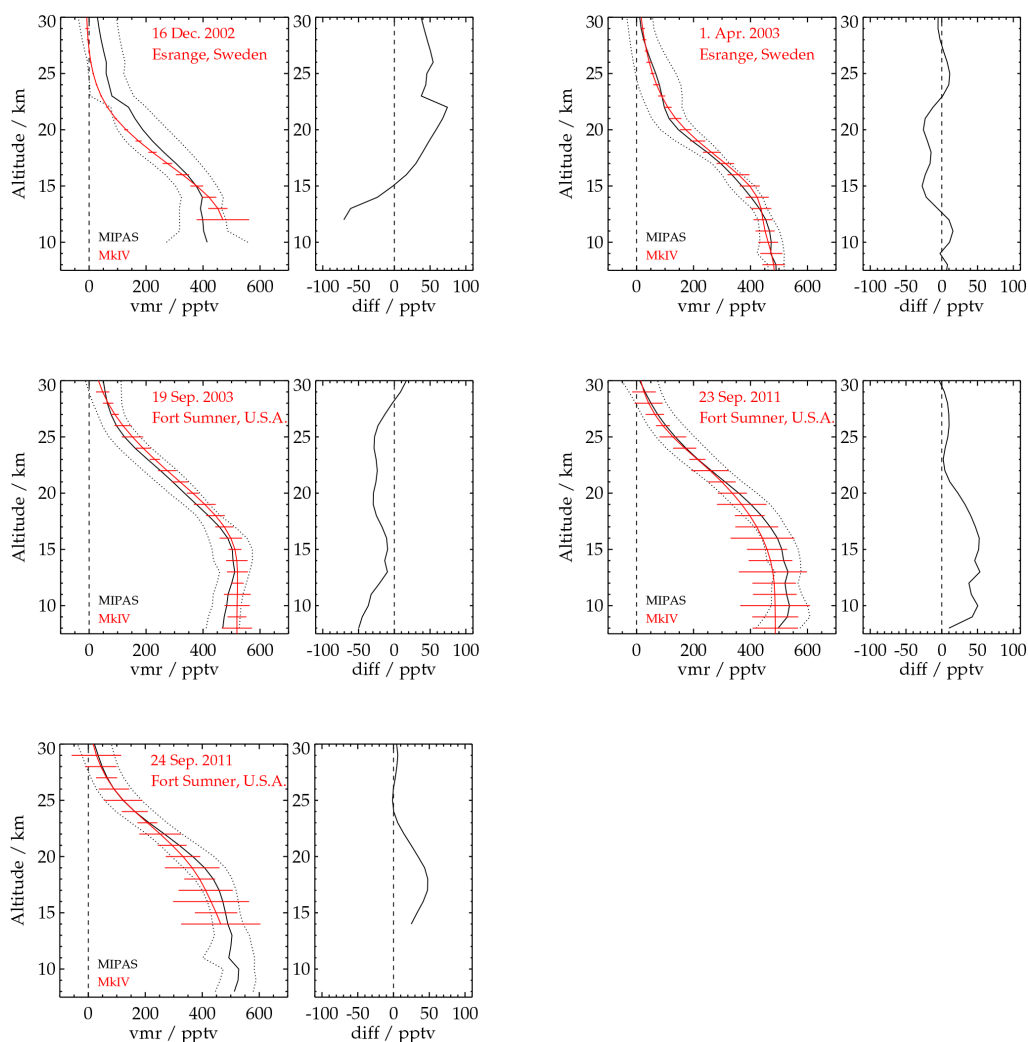 16 Dec. 2002
Esrange, Sweden
30
25
20
15
10
Altitude / km
MIPAS
MkIV
0 200 400 600
vmr / pptv
30
25
20
15
10
-100 -50 0 50 100
diff / pptv
1. Apr. 2003
Esrange, Sweden
30
25
20
15
10
Altitude / km
MIPAS
MkIV
0 200 400 600
vmr / pptv
30
25
20
15
10
-100 -50 0 50 100
diff / pptv
19 Sep. 2003
Fort Sumner, U.S.A.
30
25
20
15
10
Altitude / km
MIPAS
MkIV
0 200 400 600
vmr / pptv
30
25
20
15
10
-100 -50 0 50 100
diff / pptv
23 Sep. 2011
Fort Sumner, U.S.A.
30
25
20
15
10
Altitude / km
MIPAS
MkIV
0 200 400 600
vmr / pptv
30
25
20
15
10
-100 -50 0 50 100
diff / pptv
24 Sep. 2011
Fort Sumner, U.S.A.
30
25
20
15
10
Altitude / km
MIPAS
MkIV
0 200 400 600
vmr / pptv
30
25
20
15
10
-100 -50 0 50 100
diff / pptv